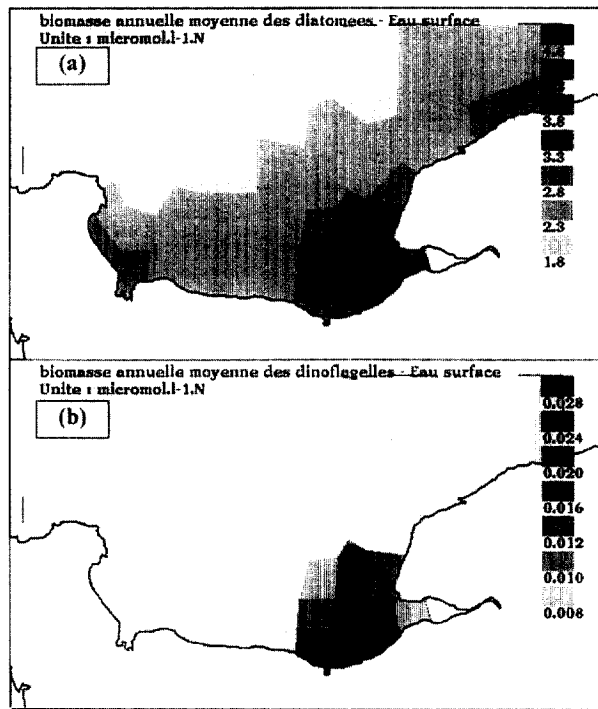 biomasse annuelle moyenne des diatomees - Eau surface
Unite : micromol.l-1.N
(a)
3.8
3.3
2.8
2.3
1.8
biomasse annuelle moyenne des dinoflagelles - Eau surface
Unite : micromol.l-1.N
(b)
0.028
0.024
0.020
0.016
0.012
0.010
0.008